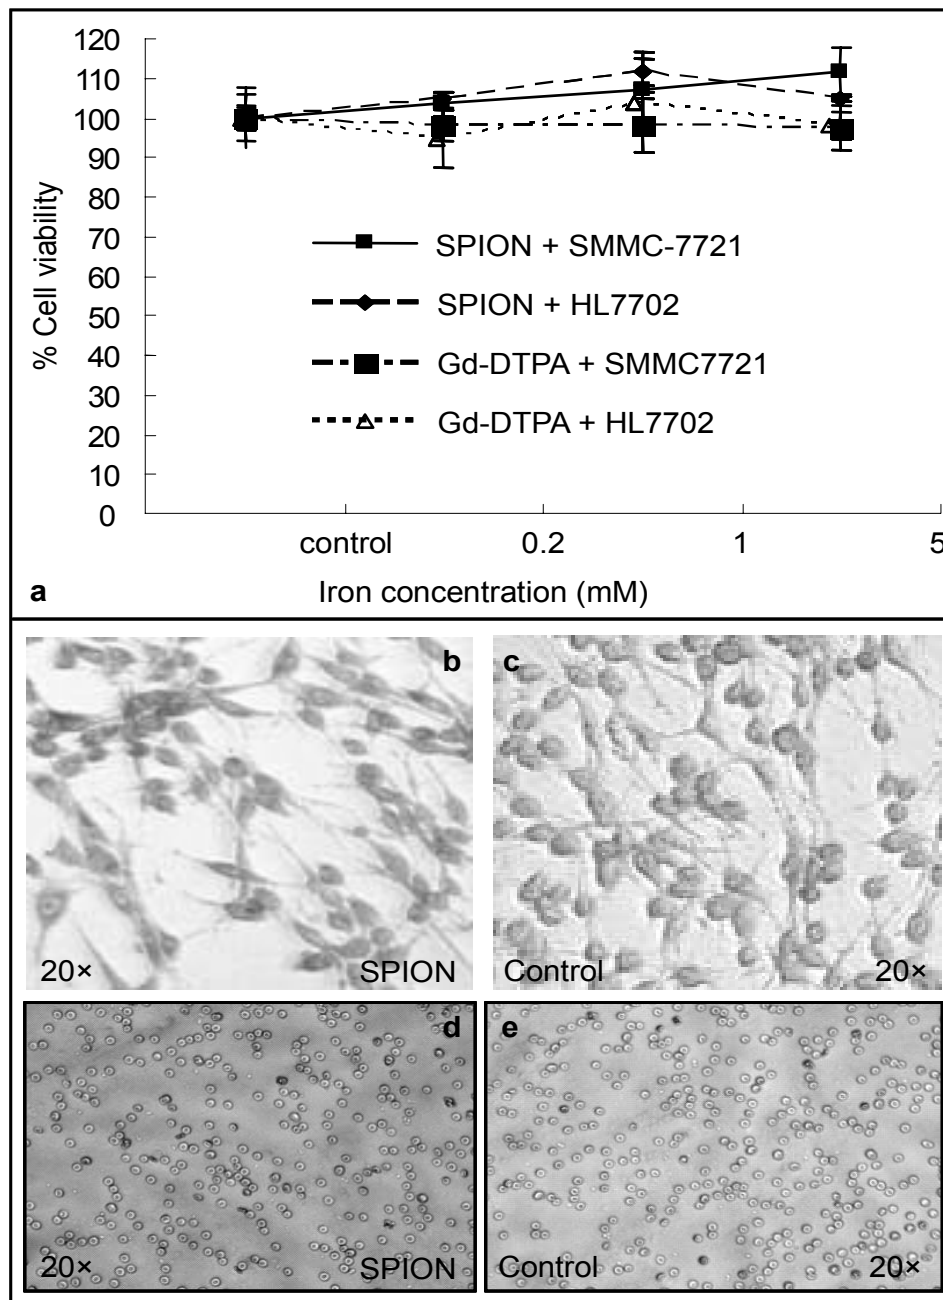 120
110
100
90
80
70
60
50
40
30
20
10
0
% Cell viability
SPION + SMMC-7721
SPION + HL7702
Gd-DTPA + SMMC7721
Gd-DTPA + HL7702
control 0.2 1 5
a Iron concentration (mM)
b c
20× SPION Control 20×
d e
20× SPION Control 20×